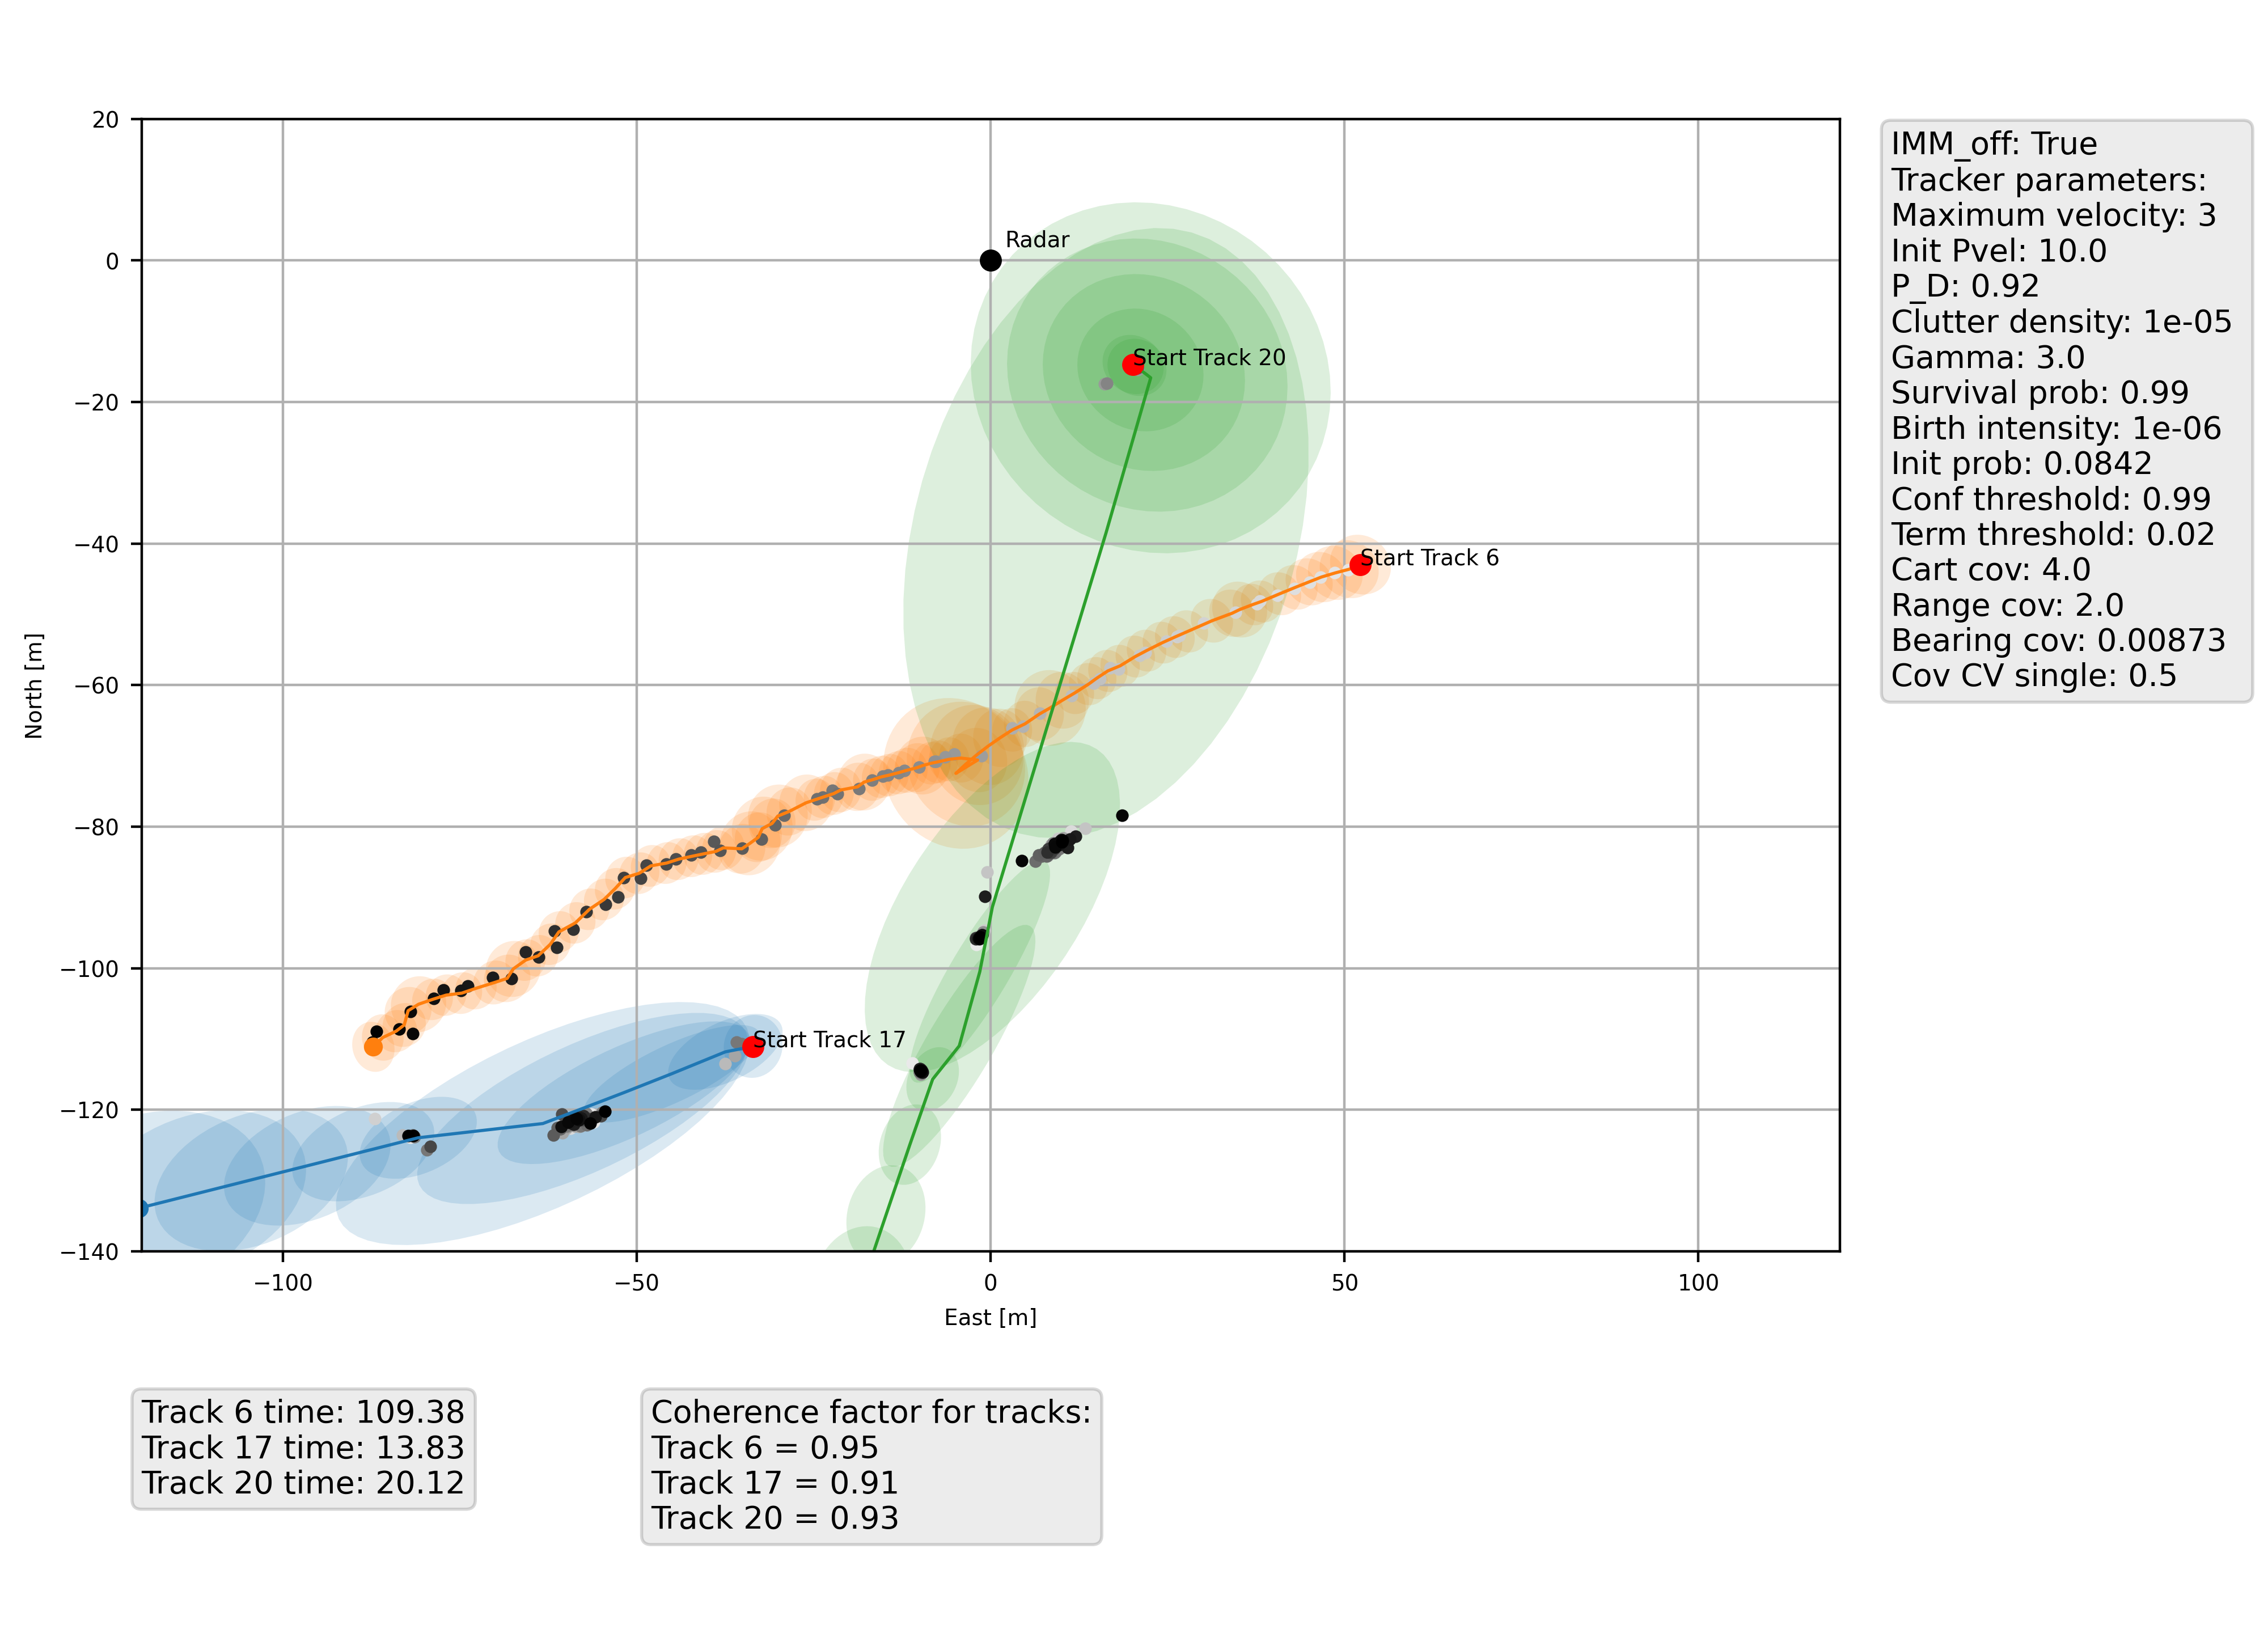 20
0
−20
−40
−60
−80
−100
−120
−140
−100
−50
0
50
100
North [m]
East [m]
Radar
Start Track 20
Start Track 6
Start Track 17
IMM_off: True
Tracker parameters:
Maximum velocity: 3
Init Pvel: 10.0
P_D: 0.92
Clutter density: 1e-05
Gamma: 3.0
Survival prob: 0.99
Birth intensity: 1e-06
Init prob: 0.0842
Conf threshold: 0.99
Term threshold: 0.02
Cart cov: 4.0
Range cov: 2.0
Bearing cov: 0.00873
Cov CV single: 0.5
Track 6 time: 109.38
Track 17 time: 13.83
Track 20 time: 20.12
Coherence factor for tracks:
Track 6 = 0.95
Track 17 = 0.91
Track 20 = 0.93